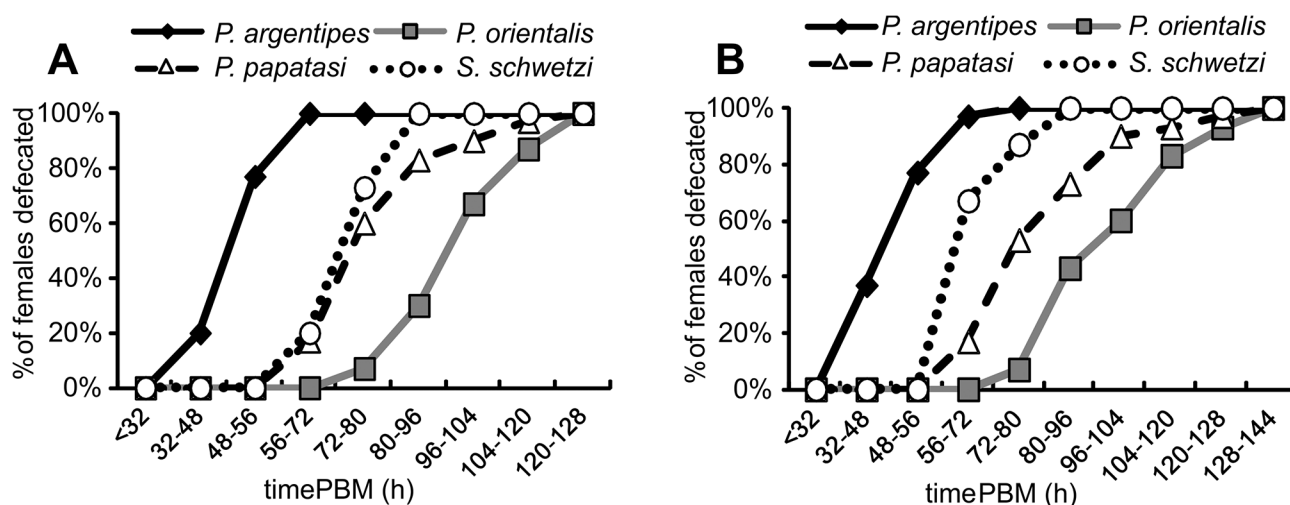 A
P. argentipes
P. orientalis
P. papatasi
S. schwetzi
% of females defecated
100%
80%
60%
40%
20%
0%
<32
32-48
48-56
56-72
72-80
80-96
96-104
104-120
120-128
timePBM (h)
B
P. argentipes
P. orientalis
P. papatasi
S. schwetzi
% of females defecated
100%
80%
60%
40%
20%
0%
<32
32-48
48-56
56-72
72-80
80-96
96-104
104-120
120-128
128-144
timePBM (h)